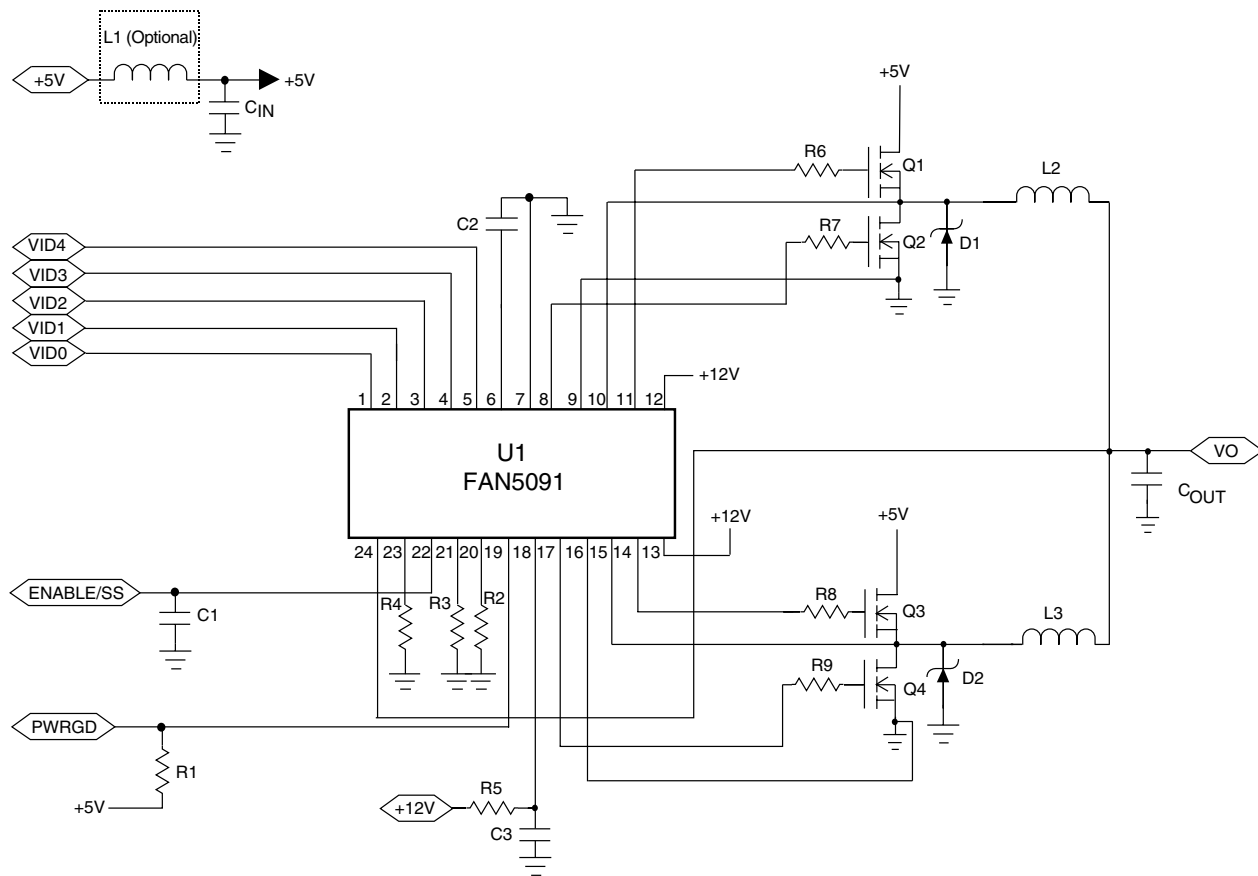 L1 (Optional)
+5V
+5V
CIN
+5V
R6
Q1
L2
C2
R7
Q2
D1
VID4
VID3
VID2
VID1
VID0
+12V
1 2 3 4 5 6 7 8 9 10 11 12
U1
FAN5091
VO
COUT
+12V
+5V
24 23 22 21 20 19 18 17 16 15 14 13
ENABLE/SS
C1
R4
R3
R2
R8
Q3
L3
R9
Q4
D2
PWRGD
R1
+5V
+12V
R5
C3